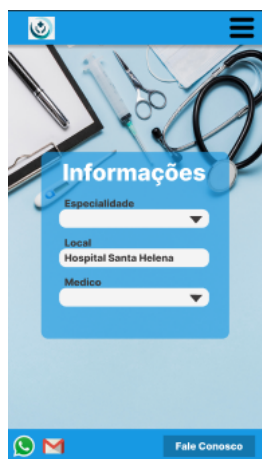 Informações
Especialidade
Local
Hospital Santa Helena
Medico
Fale Conosco